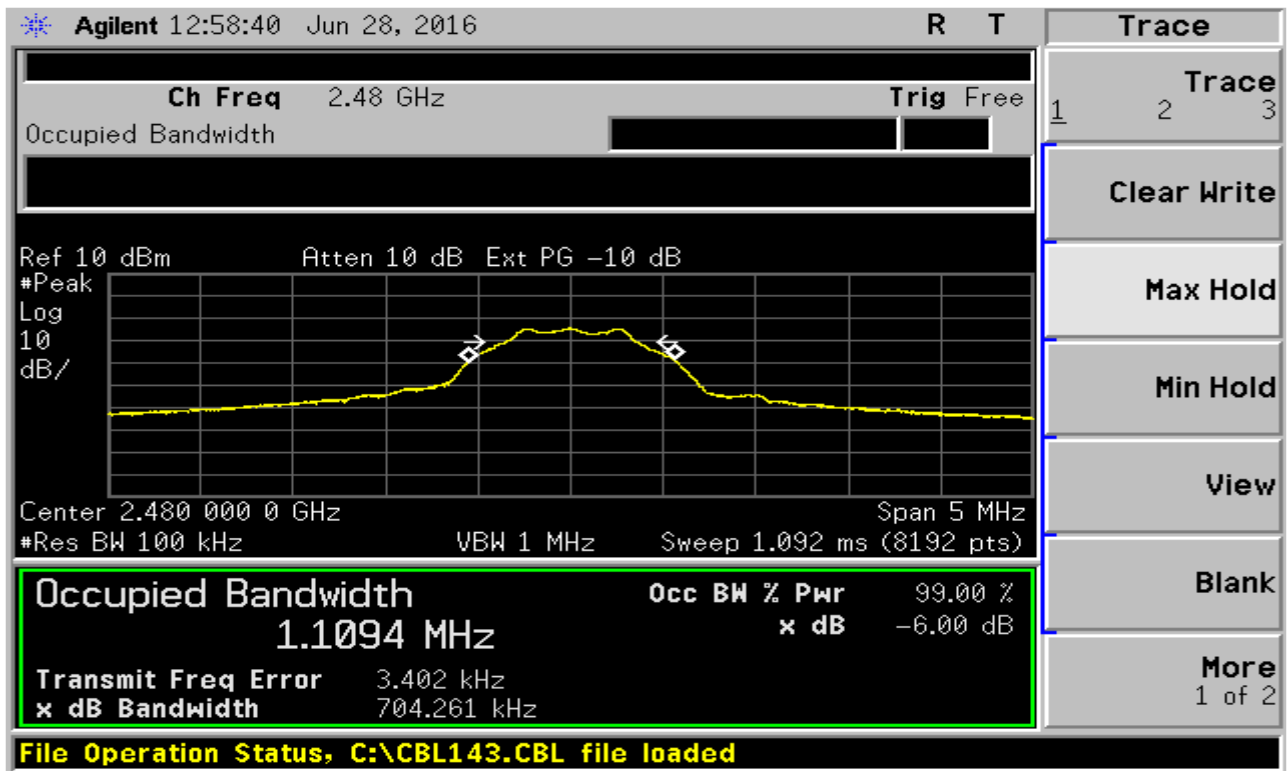 Agilent 12:58:40 Jun 28, 2016 R T
Trace
Ch Freq 2.48 GHz Trig Free
Occupied Bandwidth
Trace
1 2 3
Clear Write
Max Hold
Min Hold
View
Blank
More
1 of 2
Ref 10 dBm Atten 10 dB Ext PG -10 dB
#Peak
Log
10
dB/
Center 2.480 000 0 GHz Span 5 MHz
#Res BW 100 kHz VBW 1 MHz Sweep 1.092 ms (8192 pts)
Occupied Bandwidth Occ BW % Pwr 99.00 %
1.1094 MHz x dB -6.00 dB
Transmit Freq Error 3.402 kHz
x dB Bandwidth 704.261 kHz
File Operation Status, C:\CBL143.CBL file loaded